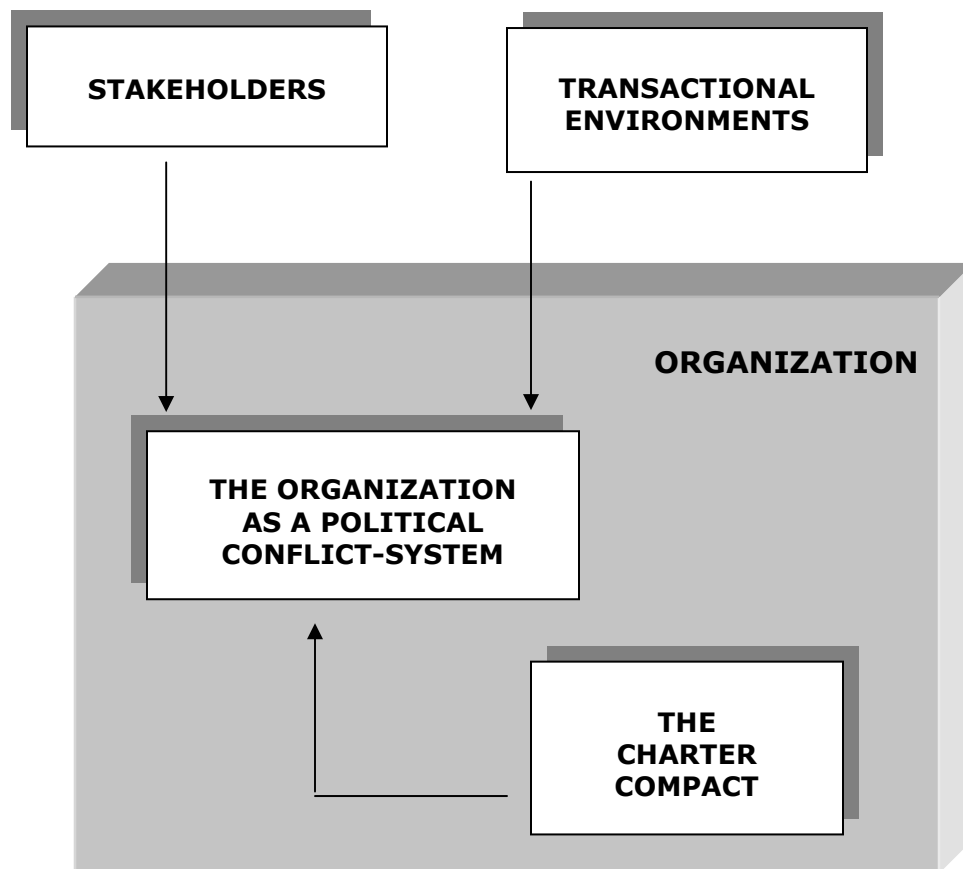 STAKEHOLDERS
TRANSACTIONAL
ENVIRONMENTS
ORGANIZATION
THE ORGANIZATION
AS A POLITICAL
CONFLICT-SYSTEM
THE
CHARTER
COMPACT